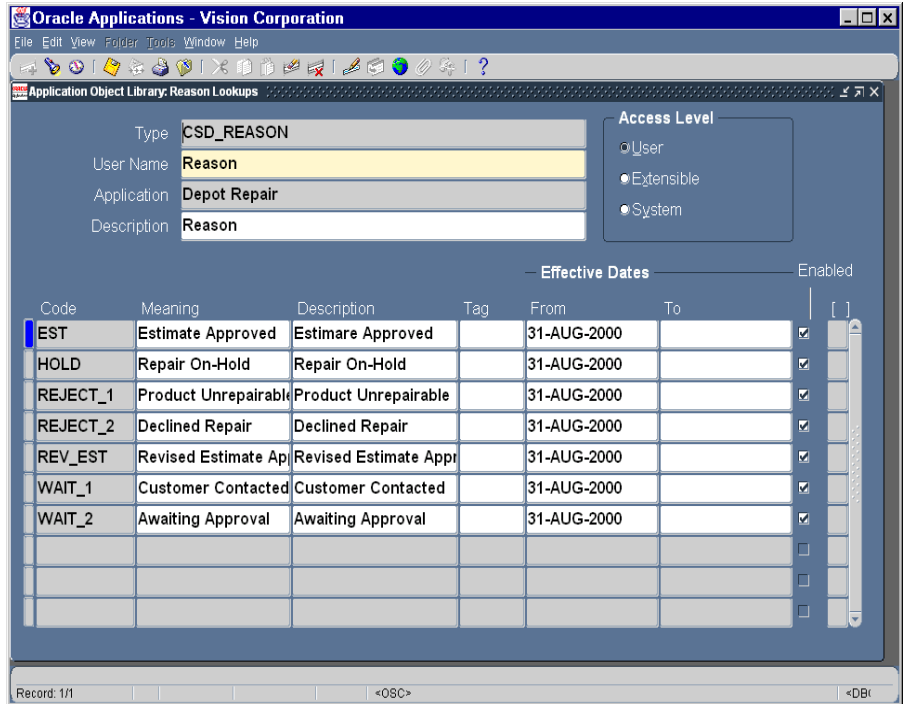 Oracle Applications - Vision Corporation
File Edit View Folder Tools Window Help
Application Object Library: Reason Lookups
Type CSD_REASON
User Name Reason
Application Depot Repair
Description Reason
Access Level
User
Extensible
System
Effective Dates Enabled
Code Meaning Description Tag From To [ ]
EST Estimate Approved Estimare Approved 31-AUG-2000
HOLD Repair On-Hold Repair On-Hold 31-AUG-2000
REJECT_1 Product Unrepairable Product Unrepairable 31-AUG-2000
REJECT_2 Declined Repair Declined Repair 31-AUG-2000
REV_EST Revised Estimate Ap Revised Estimate Appr 31-AUG-2000
WAIT_1 Customer Contacted Customer Contacted 31-AUG-2000
WAIT_2 Awaiting Approval Awaiting Approval 31-AUG-2000
Record: 1/1 <OSC> <DB